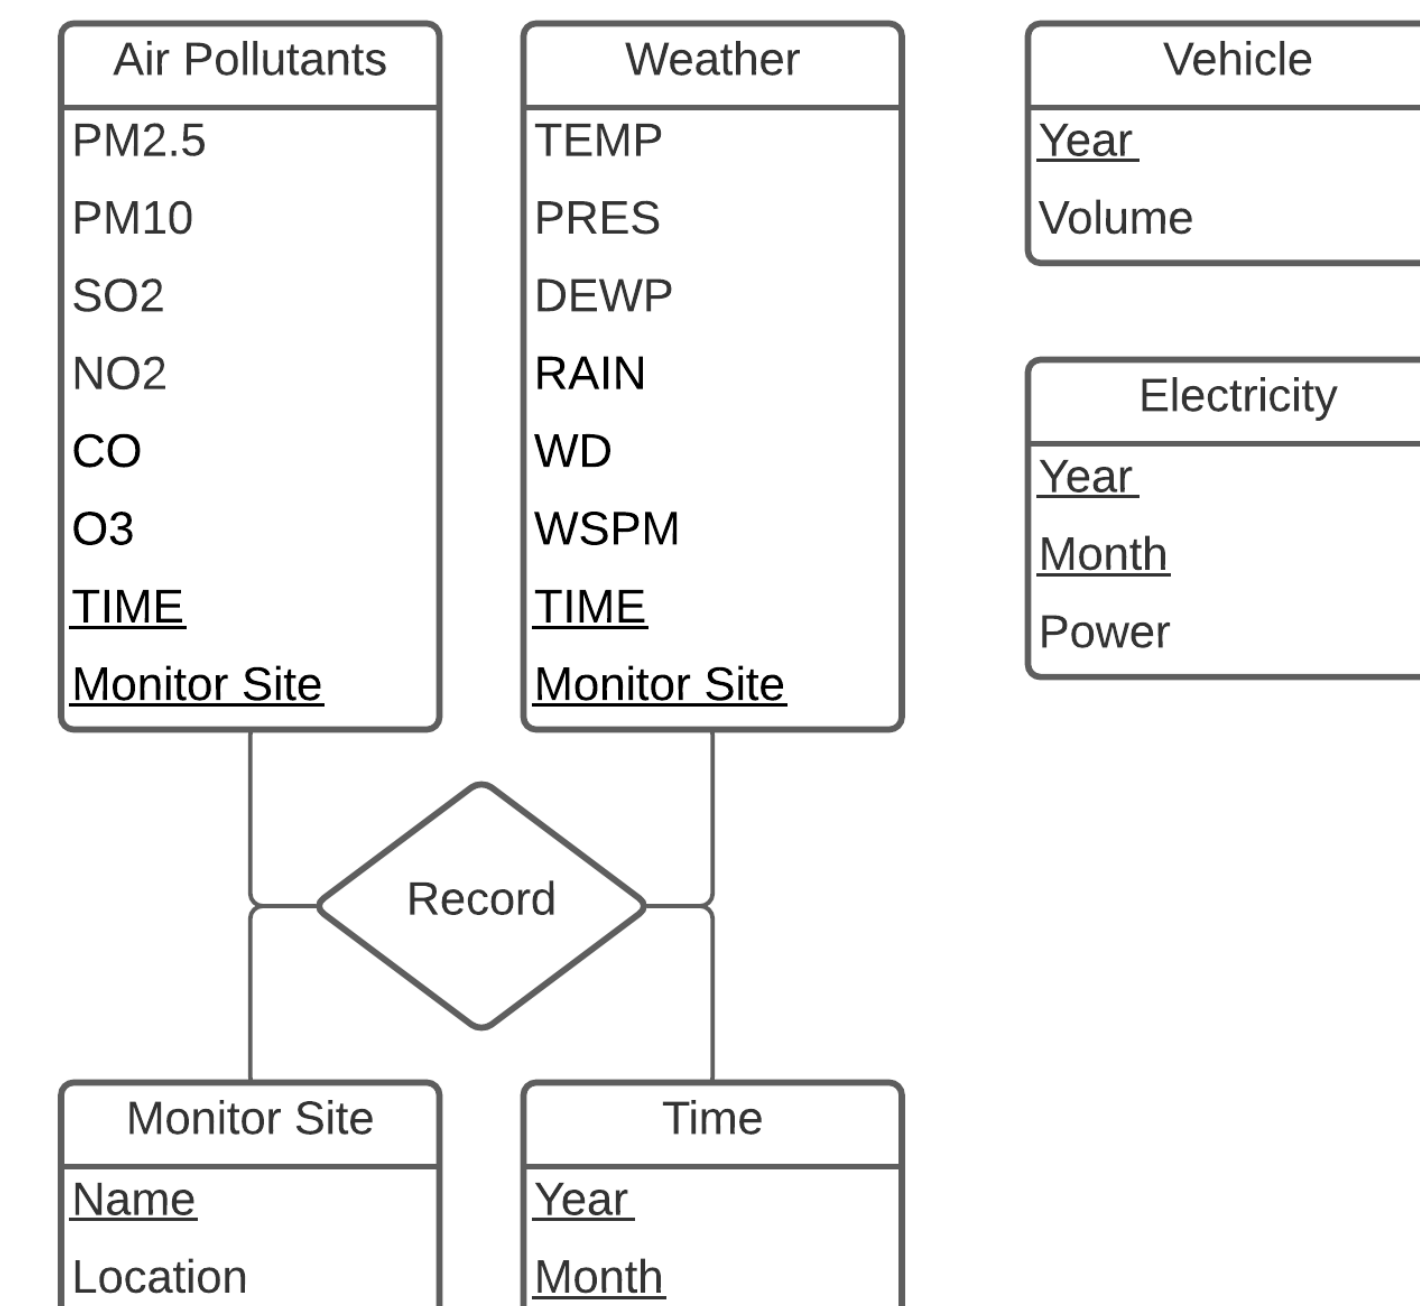 Air Pollutants
PM2.5
PM10
SO2
NO2
CO
O3
TIME
Monitor Site
Weather
TEMP
PRES
DEWP
RAIN
WD
WSPM
TIME
Monitor Site
Vehicle
Year
Volume
Electricity
Year
Month
Power
Record
Monitor Site
Name
Location
Time
Year
Month